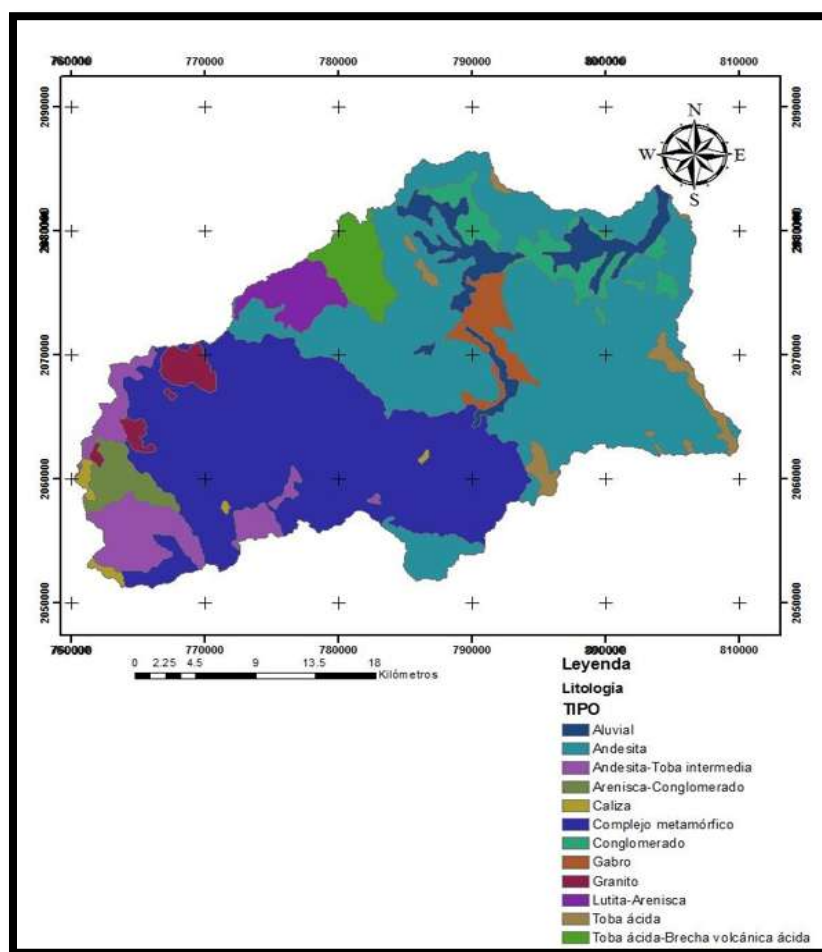 760000 770000 780000 790000 800000 810000
2090000 2090000
N
W E
S
2080000 2080000
2070000 2070000
2060000 2060000
2050000 2050000
760000 770000 780000 790000 800000 810000
0 2.25 4.5 9 13.5 18
Kilómetros
Leyenda
Litología
TIPO
Aluvial
Andesita
Andesita-Toba intermedia
Arenisca-Conglomerado
Caliza
Complejo metamórfico
Conglomerado
Gabro
Granito
Lutita-Arenisca
Toba ácida
Toba ácida-Brecha volcánica ácida